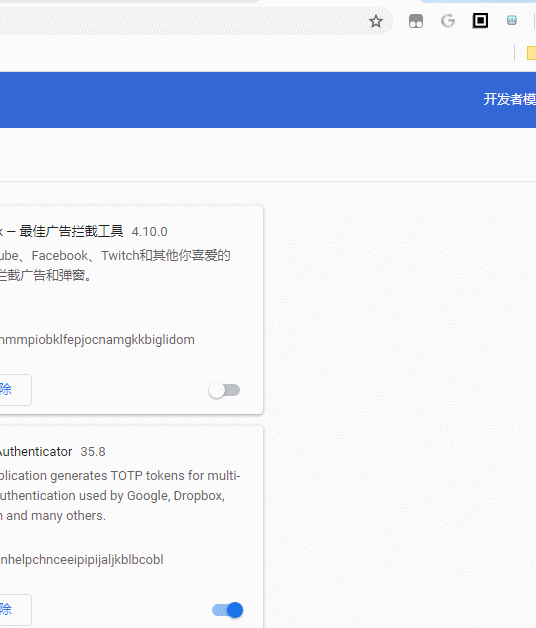 开发者模
k — 最佳广告拦截工具 4.10.0
ube、Facebook、Twitch和其他你喜爱的
拦截广告和弹窗。
nmmpiobklfepjocnamgkkbiglidom
除
Authenticator 35.8
plication generates TOTP tokens for multi-
authentication used by Google, Dropbox,
n and many others.
nhelpchnceeipipijaljkblbcobl
除